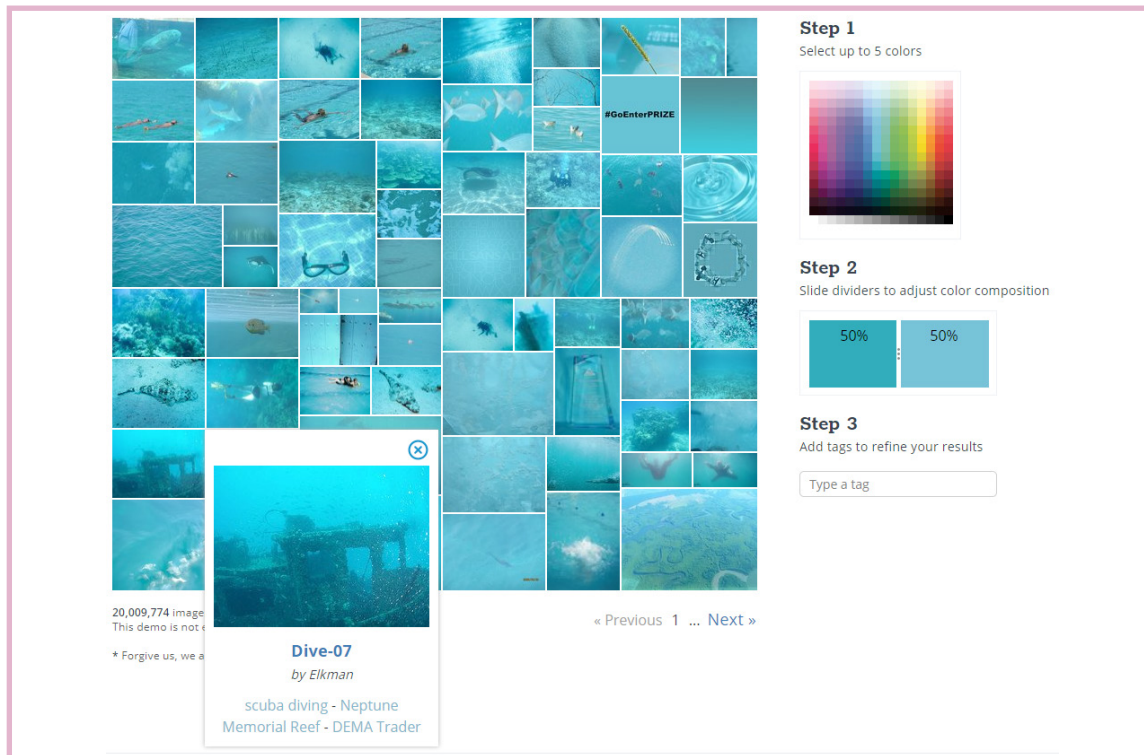 Step 1
Select up to 5 colors
#GoEnterPRIZE
Step 2
Slide dividers to adjust color composition
50% 50%
Step 3
Add tags to refine your results
Type a tag
20,009,774 image
This demo is not
* Forgive us, we a
« Previous 1 ... Next »
Dive-07
by Elkman
scuba diving - Neptune
Memorial Reef - DEMA Trader